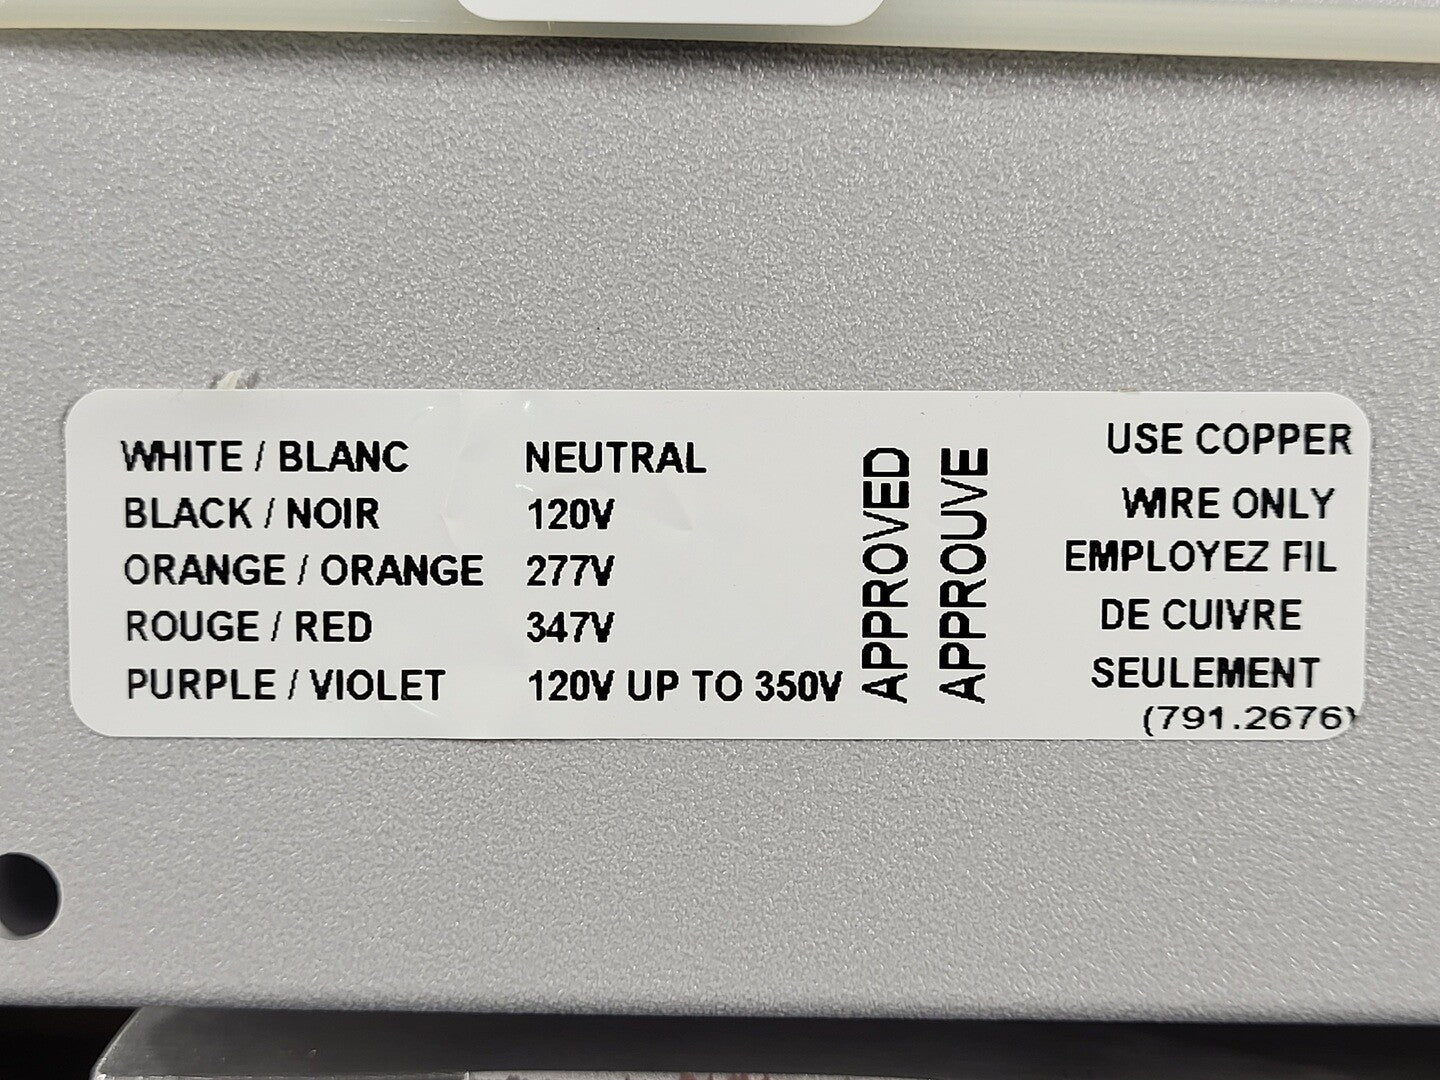 WHITE / BLANC NEUTRAL
BLACK / NOIR 120V
ORANGE / ORANGE 277V
ROUGE / RED 347V
PURPLE / VIOLET 120V UP TO 350V
APPROVED
APPROUVE
USE COPPER
WIRE ONLY
EMPLOYEZ FIL
DE CUIVRE
SEULEMENT
(791.2676)